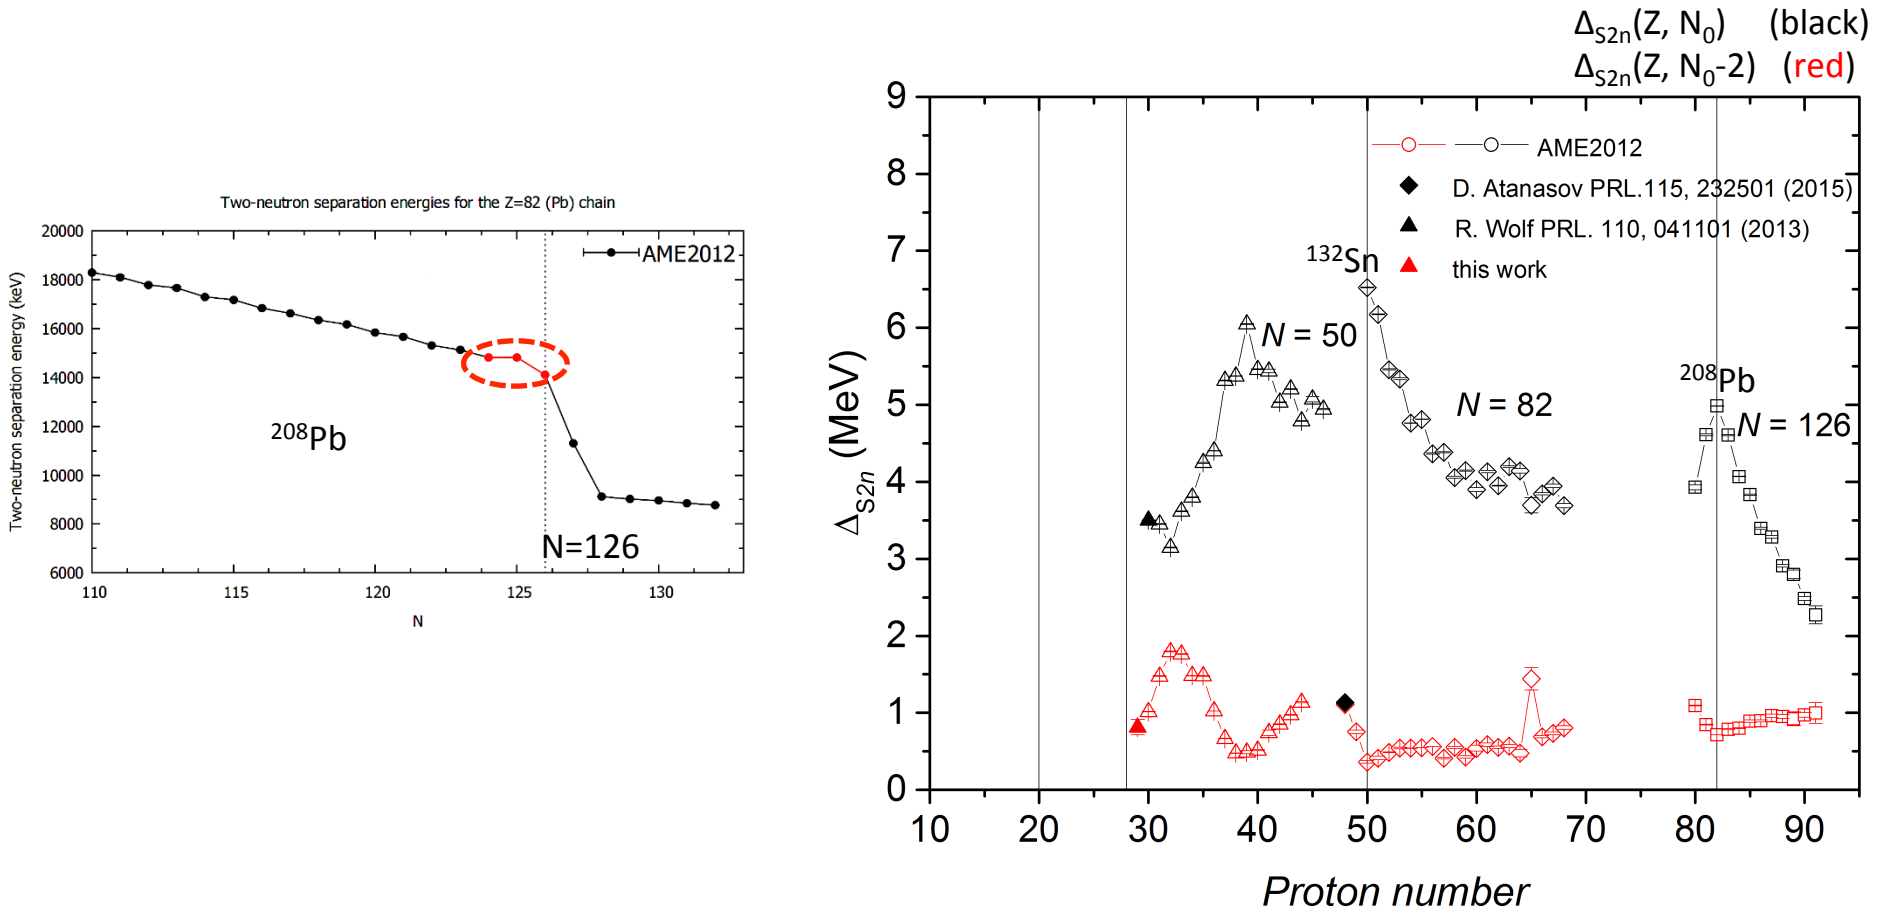 Δ_S2n(Z, N₀) (black)
Δ_S2n(Z, N₀-2) (red)
Two-neutron separation energies for the Z=82 (Pb) chain
Two-neutron separation energy (keV)
20000
18000
16000
14000
12000
10000
8000
6000
AME2012
²⁰⁸Pb
N=126
110
115
120
125
130
N
Δ_S2n (MeV)
9
8
7
6
5
4
3
2
1
0
AME2012
D. Atanasov PRL.115, 232501 (2015)
R. Wolf PRL. 110, 041101 (2013)
this work
¹³²Sn
N = 50
N = 82
²⁰⁸Pb
N = 126
10
20
30
40
50
60
70
80
90
Proton number